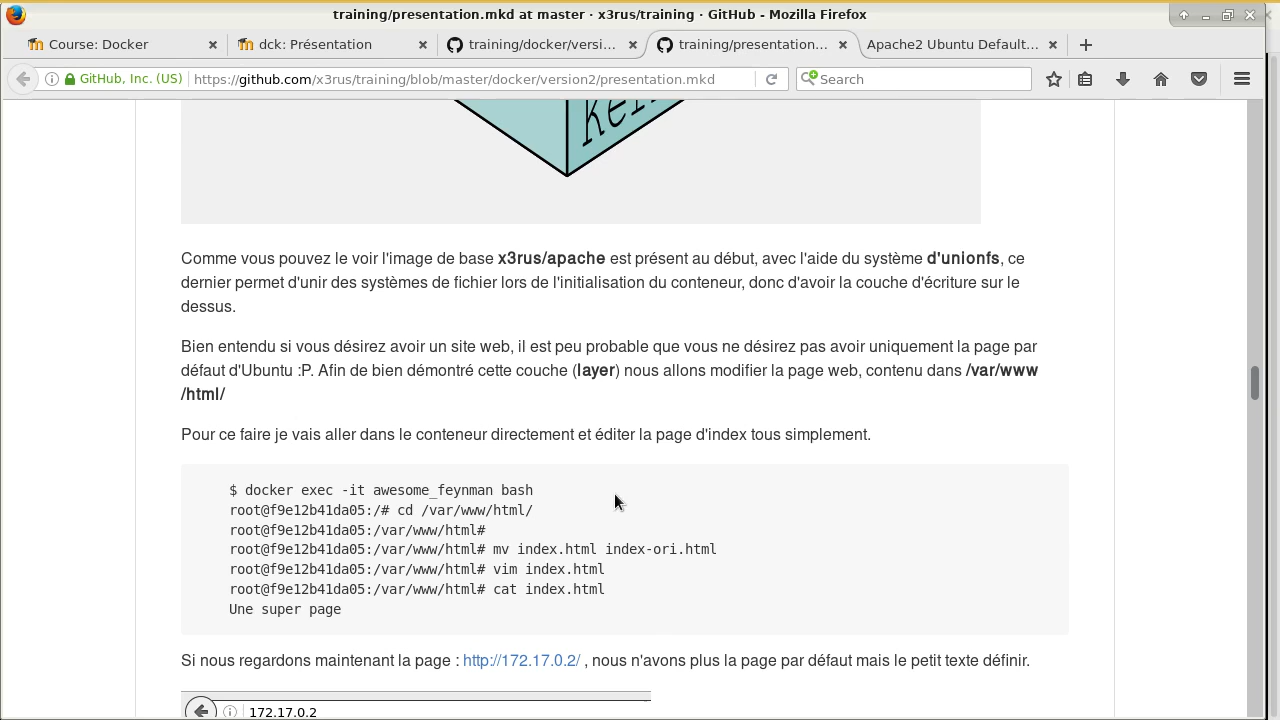 training/presentation.mkd at master · x3rus/training · GitHub - Mozilla Firefox
Course: Docker
dck: Présentation
training/docker/versi...
training/presentation...
Apache2 Ubuntu Default...
GitHub, Inc. (US)
https://github.com/x3rus/training/blob/master/docker/version2/presentation.mkd
Search
Comme vous pouvez le voir l'image de base x3rus/apache est présent au début, avec l'aide du système d'unionfs, ce
dernier permet d'unir des systèmes de fichier lors de l'initialisation du conteneur, donc d'avoir la couche d'écriture sur le
dessus.
Bien entendu si vous désirez avoir un site web, il est peu probable que vous ne désirez pas avoir uniquement la page par
défaut d'Ubuntu :P. Afin de bien démontré cette couche (layer) nous allons modifier la page web, contenu dans /var/www
/html/
Pour ce faire je vais aller dans le conteneur directement et éditer la page d'index tous simplement.
$ docker exec -it awesome_feynman bash
root@f9e12b41da05:/# cd /var/www/html/
root@f9e12b41da05:/var/www/html#
root@f9e12b41da05:/var/www/html# mv index.html index-ori.html
root@f9e12b41da05:/var/www/html# vim index.html
root@f9e12b41da05:/var/www/html# cat index.html
Une super page
Si nous regardons maintenant la page : http://172.17.0.2/ , nous n'avons plus la page par défaut mais le petit texte définir.
172.17.0.2